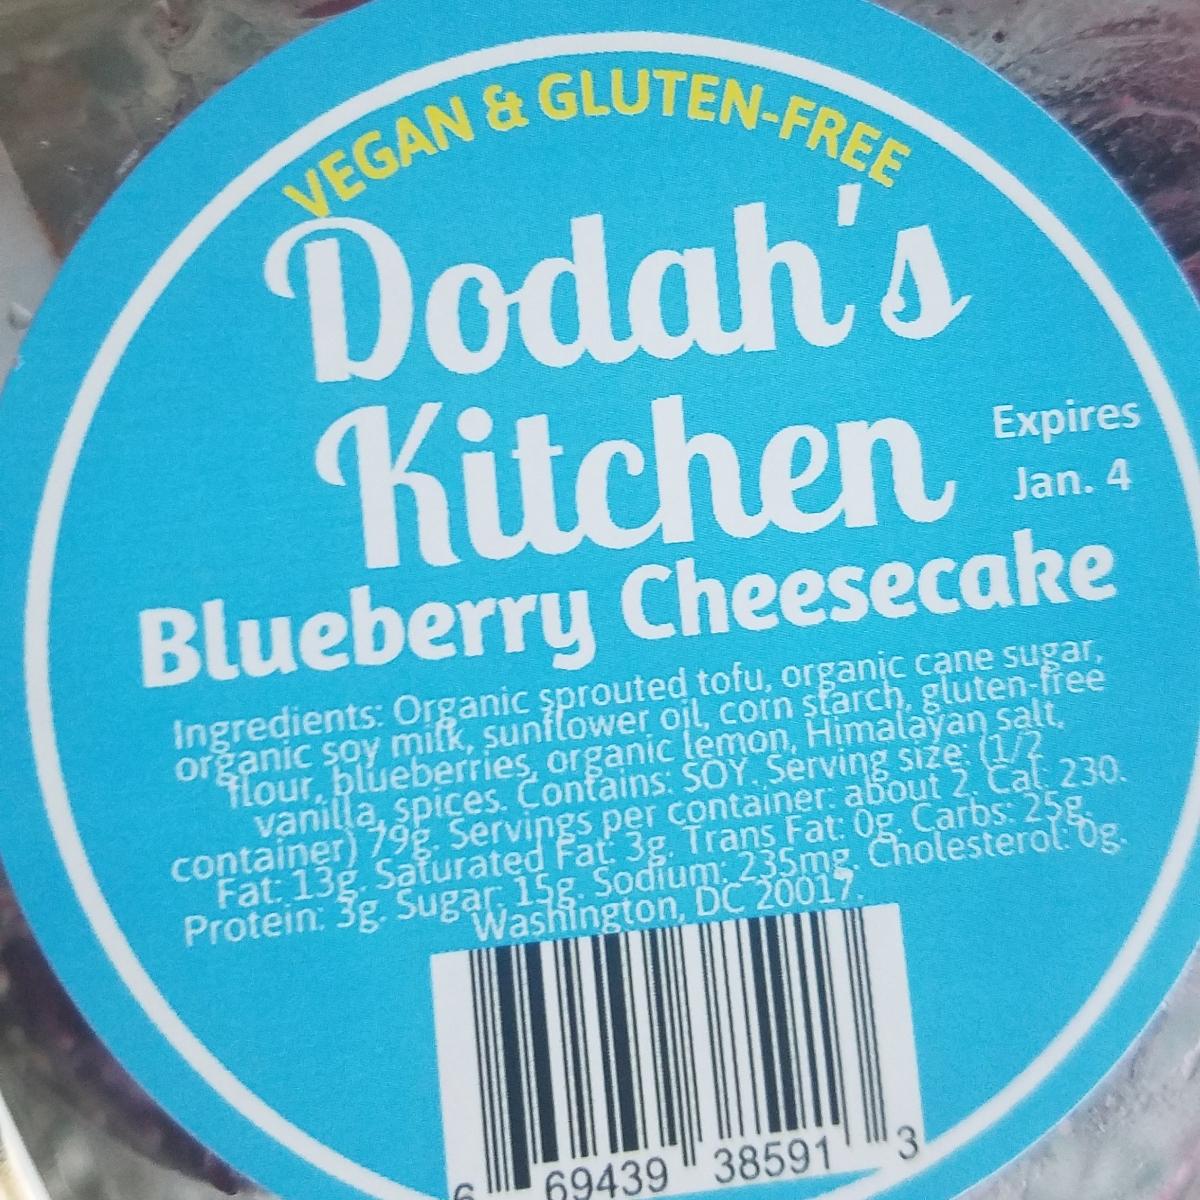 VEGAN & GLUTEN-FREE
Dodah's
Kitchen
Expires
Jan. 4
Blueberry Cheesecake
Ingredients: Organic sprouted tofu, organic cane sugar,
organic soy milk, sunflower oil, corn starch, gluten-free
flour, blueberries, organic lemon, Himalayan salt,
vanilla, spices. Contains: SOY. Serving size: (1/2
container) 79g. Servings per container: about 2. Cal: 230.
Fat: 13g. Saturated Fat: 3g. Trans Fat: 0g. Carbs: 25g.
Protein: 3g. Sugar: 15g. Sodium: 235mg. Cholesterol: 0g.
Washington, DC 20017.
6 69439 38591 3